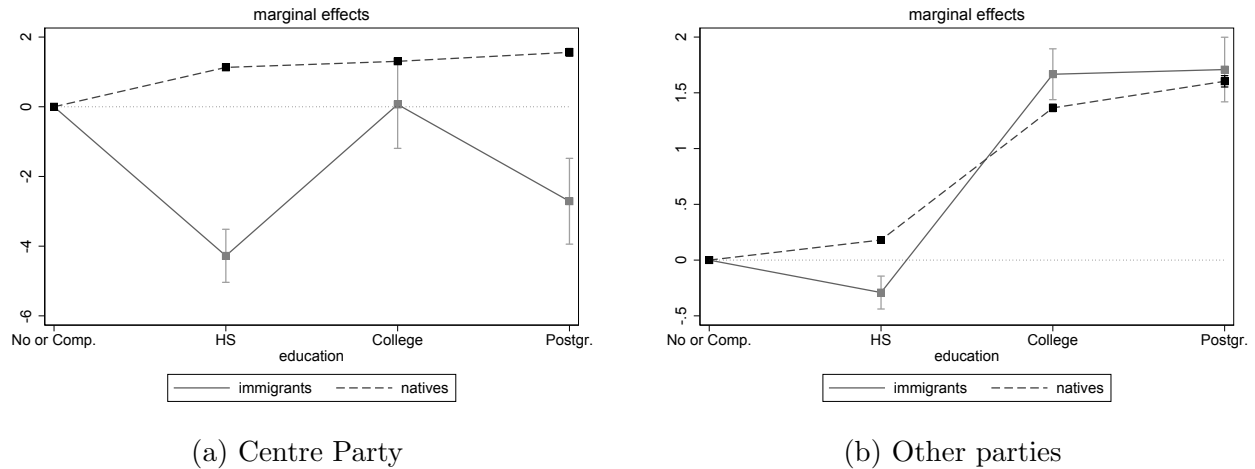 marginal effects
2
0
-2
-4
-6
No or Comp.
HS
College
Postgr.
education
immigrants
natives
(a) Centre Party
marginal effects
2
1.5
1
.5
0
-.5
No or Comp.
HS
College
Postgr.
education
immigrants
natives
(b) Other parties